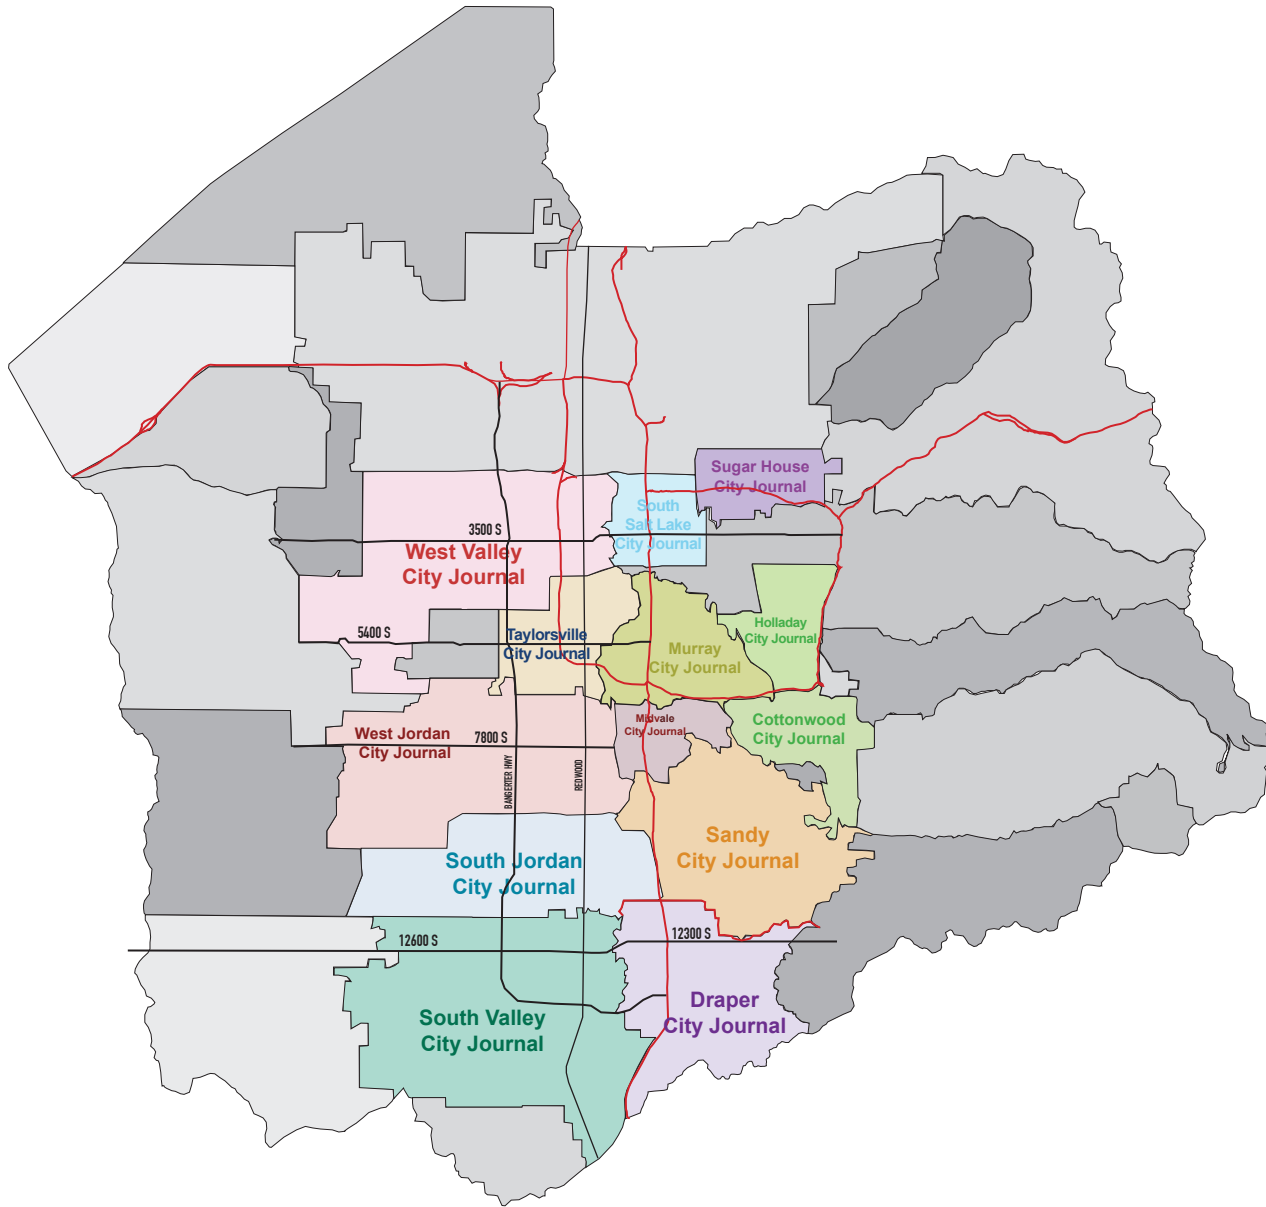 Sugar House
City Journal
South
Salt Lake
City Journal
3500 S
West Valley
City Journal
Holladay
City Journal
5400 S
Taylorsville
City Journal
Murray
City Journal
Midvale
City Journal
Cottonwood
City Journal
West Jordan
City Journal
7800 S
BANGERTER HWY
REDWOOD
Sandy
City Journal
South Jordan
City Journal
12600 S
12300 S
Draper
City Journal
South Valley
City Journal